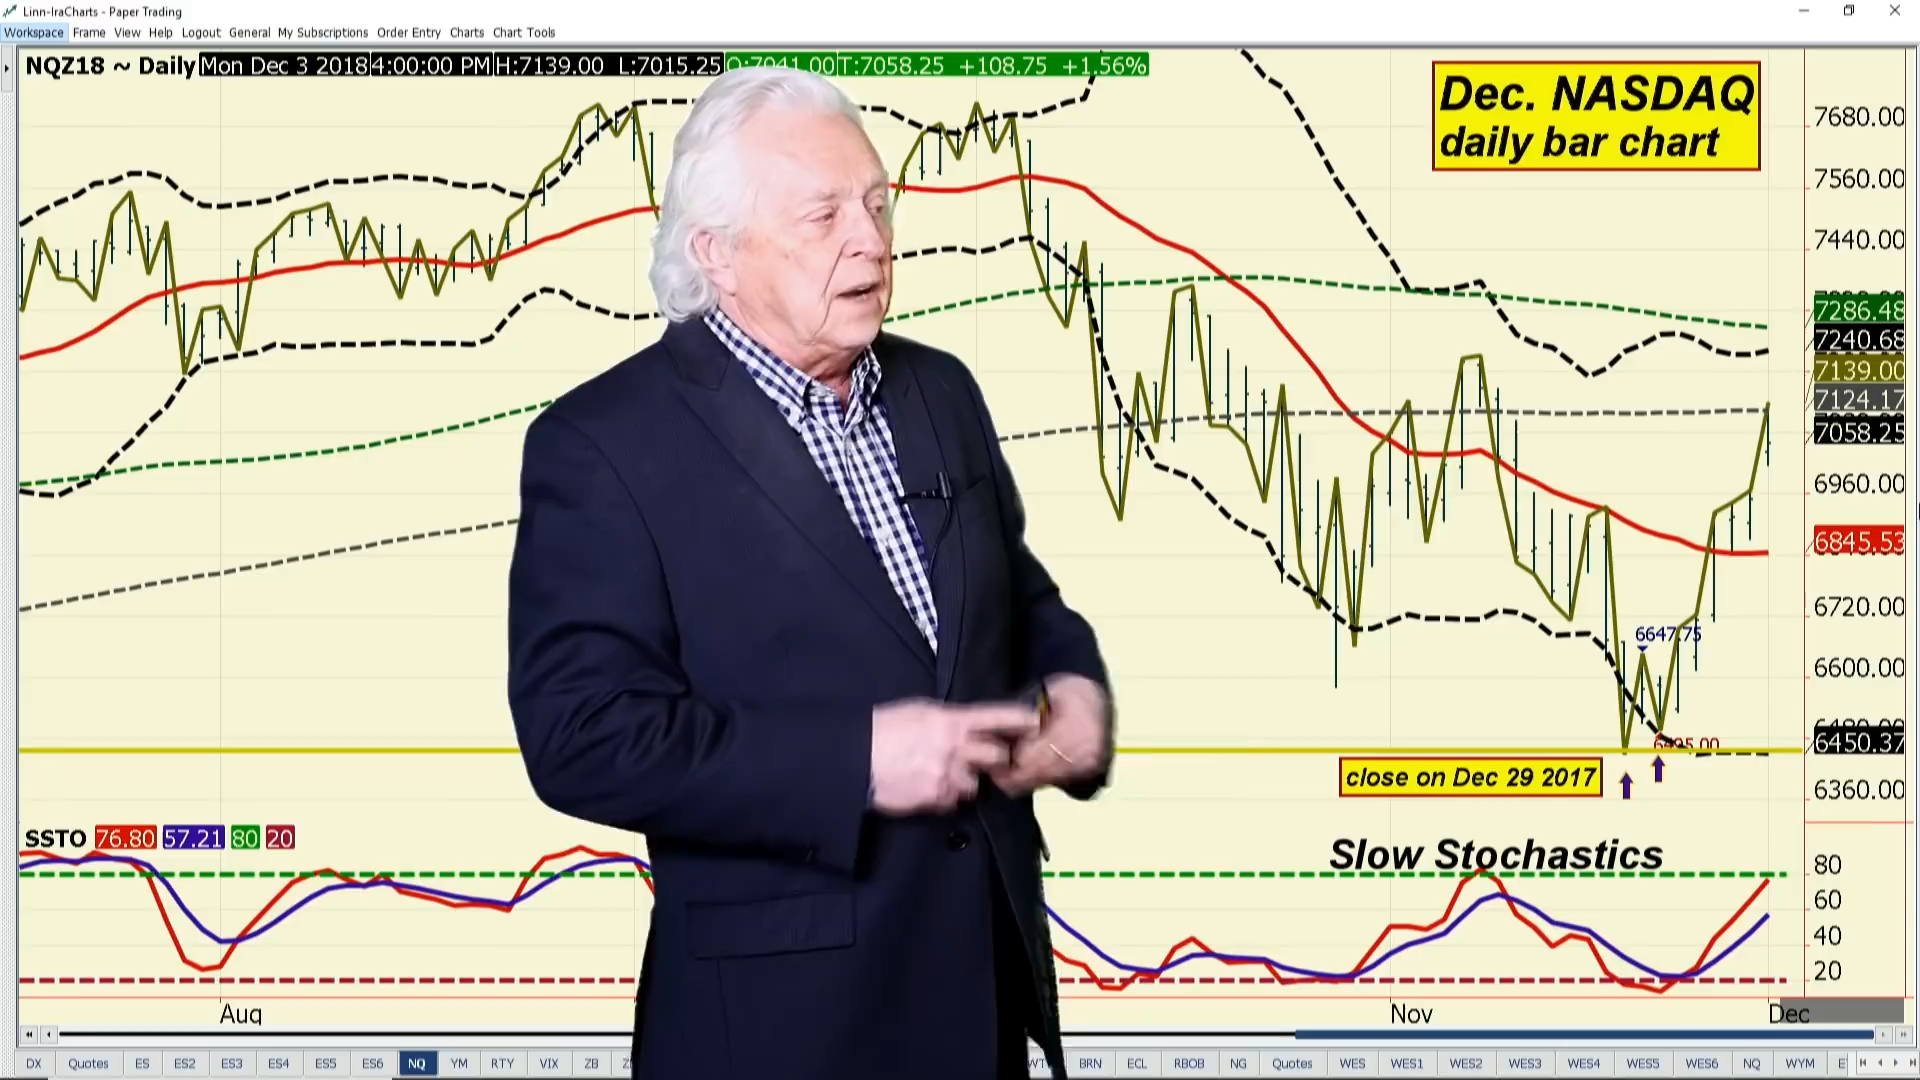 Linn-IraCharts - Paper Trading
Workspace Frame View Help Logout General My Subscriptions Order Entry Charts Chart Tools
NQZ18 ~ Daily Mon Dec 3 2018 4:00:00 PM H:7139.00 L:7015.25 O:7041.00 T:7058.25 +108.75 +1.56%
Dec. NASDAQ
daily bar chart
7680.00
7560.00
7440.00
7286.48
7240.68
7139.00
7124.17
7058.25
6960.00
6845.53
6720.00
6647.75
6600.00
6480.00
6495.00
6450.37
close on Dec 29 2017
6360.00
SSTO 76.80 57.21 80 20
Slow Stochastics
80
60
40
20
Aug Nov Dec
DX Quotes ES ES2 ES3 ES4 ES5 ES6 NQ YM RTY VIX ZB BRN ECL RBOB NG Quotes WES WES1 WES2 WES3 WES4 WES5 WES6 NQ WYM